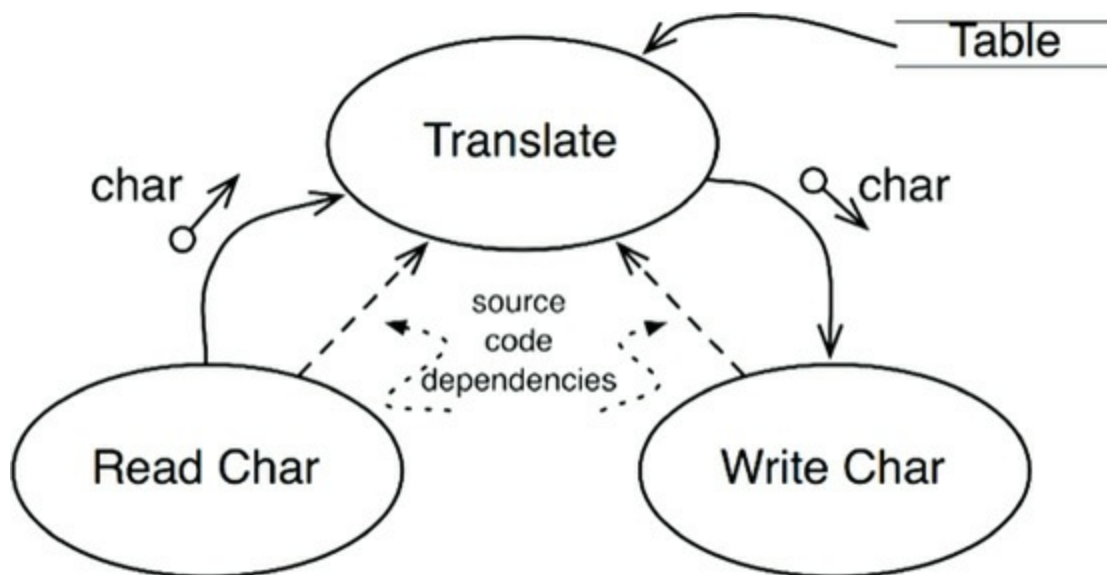 Table
Translate
char
char
source
code
dependencies
Read Char
Write Char